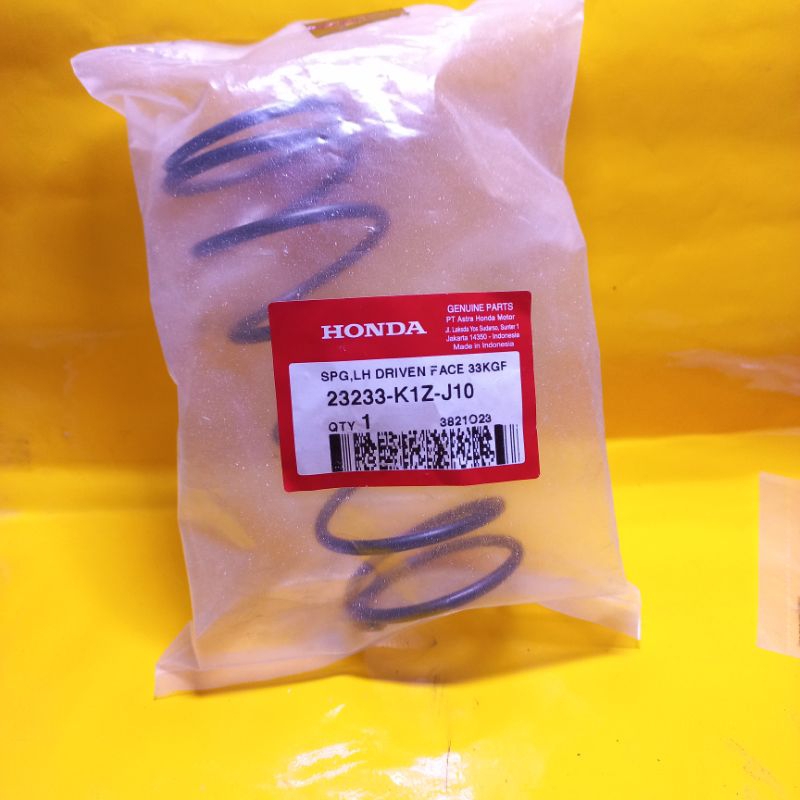 HONDA
GENUINE PARTS
PT Astra Honda Motor
Jl. Laksda Yos Sudarso, Sunter 1
Jakarta 14350 - Indonesia
Made in Indonesia
SPG,LH DRIVEN FACE 33KGF
23233-K1Z-J10
QTY 1
3821023